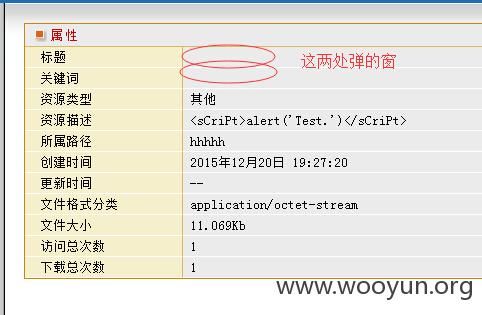 属性
标题
这两处弹的窗
关键词
资源类型 其他
资源描述 <sCriPt>alert('Test.')</sCriPt>
所属路径 hhhhh
创建时间 2015年12月20日 19:27:20
更新时间 --
文件格式分类 application/octet-stream
文件大小 11.069Kb
访问总次数 1
下载总次数 1
www.wooyun.org